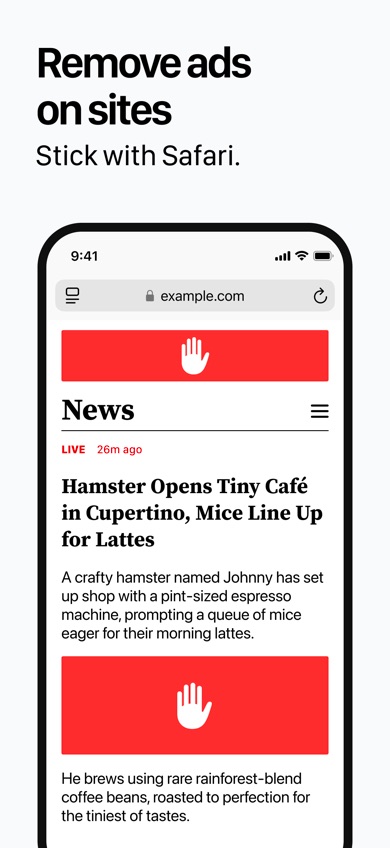 Remove ads
on sites
Stick with Safari.
9:41
example.com
News
LIVE 26m ago
Hamster Opens Tiny Café
in Cupertino, Mice Line Up
for Lattes
A crafty hamster named Johnny has set
up shop with a pint-sized espresso
machine, prompting a queue of mice
eager for their morning lattes.
He brews using rare rainforest-blend
coffee beans, roasted to perfection for
the tiniest of tastes.